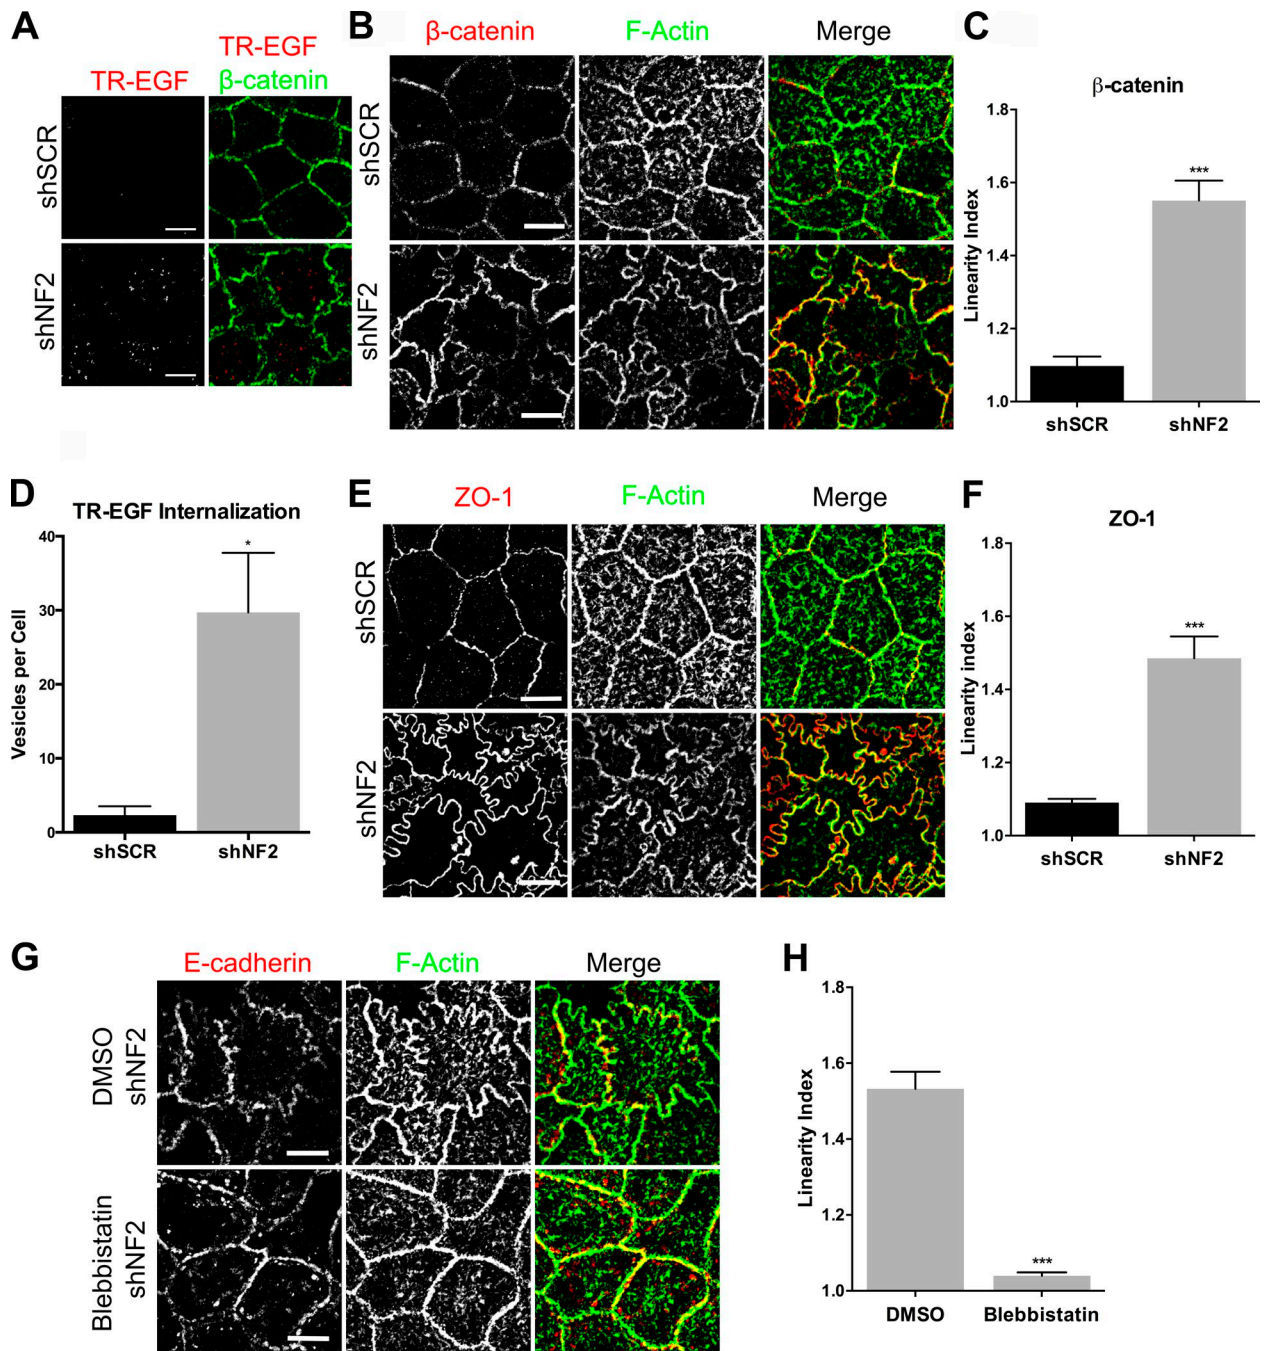 A
TR-EGF
TR-EGF
β-catenin
shSCR
shNF2
B
β-catenin
F-Actin
Merge
shSCR
shNF2
C
β-catenin
Linearity Index
1.8
1.6
1.4
1.2
1.0
***
shSCR
shNF2
D
TR-EGF Internalization
Vesicles per Cell
40
30
20
10
0
*
shSCR
shNF2
E
ZO-1
F-Actin
Merge
shSCR
shNF2
F
ZO-1
Linearity index
1.8
1.6
1.4
1.2
1.0
***
shSCR
shNF2
G
E-cadherin
F-Actin
Merge
DMSO
shNF2
Blebbistatin
shNF2
H
Linearity Index
1.8
1.6
1.4
1.2
1.0
***
DMSO
Blebbistatin